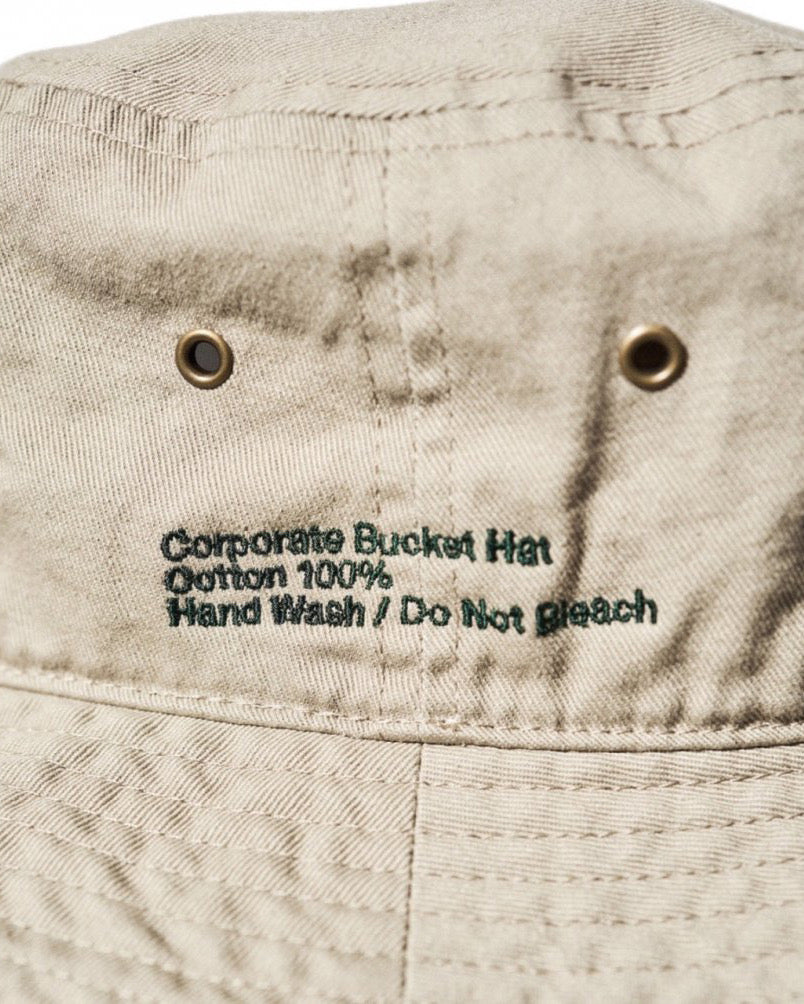 Corporate Bucket Hat
Cotton 100%
Hand Wash / Do Not Bleach